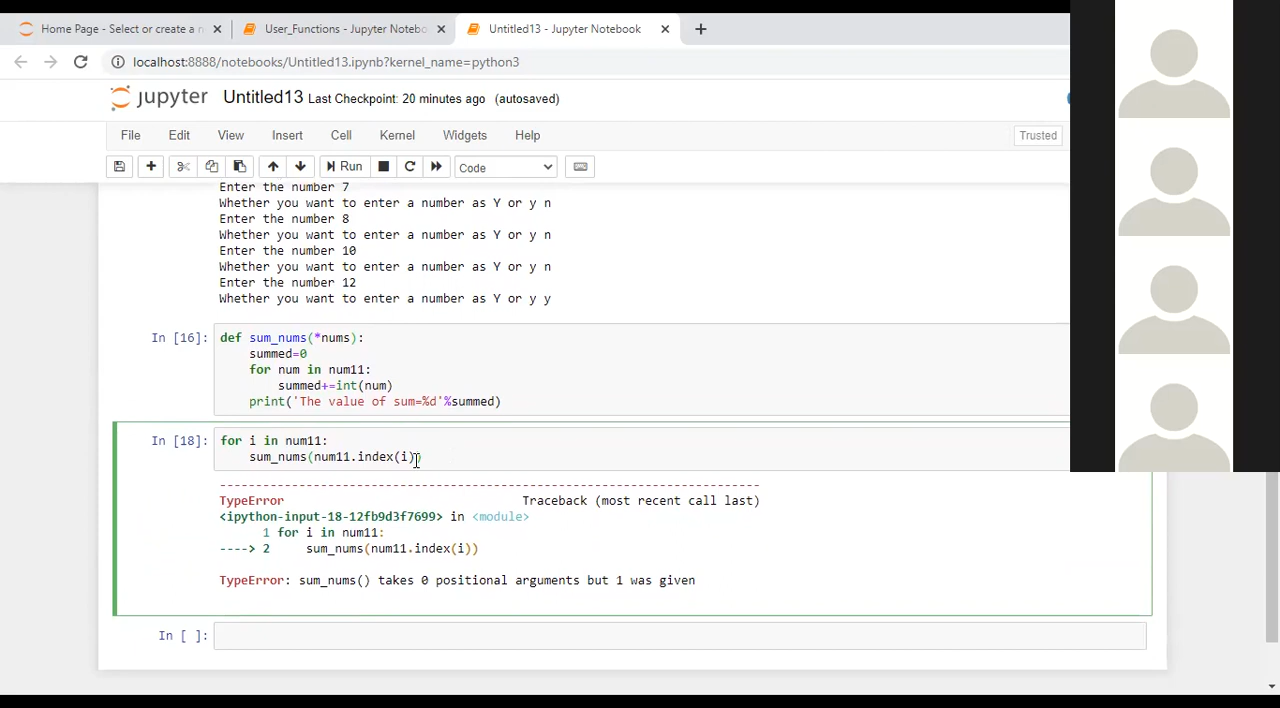 Home Page - Select or create a n
User_Functions - Jupyter Notebo
Untitled13 - Jupyter Notebook
localhost:8888/notebooks/Untitled13.ipynb?kernel_name=python3
jupyter Untitled13 Last Checkpoint: 20 minutes ago (autosaved)
File Edit View Insert Cell Kernel Widgets Help
Trusted
Run
Code
Enter the number 7
Whether you want to enter a number as Y or y n
Enter the number 8
Whether you want to enter a number as Y or y n
Enter the number 10
Whether you want to enter a number as Y or y n
Enter the number 12
Whether you want to enter a number as Y or y y
In [16]: def sum_nums(*nums):
summed=0
for num in num11:
summed+=int(num)
print('The value of sum=%d'%summed)
In [18]: for i in num11:
sum_nums(num11.index(i))
---------------------------------------------------------------------------
TypeError Traceback (most recent call last)
<ipython-input-18-12fb9d3f7699> in <module>
1 for i in num11:
----> 2 sum_nums(num11.index(i))
TypeError: sum_nums() takes 0 positional arguments but 1 was given
In [ ]: